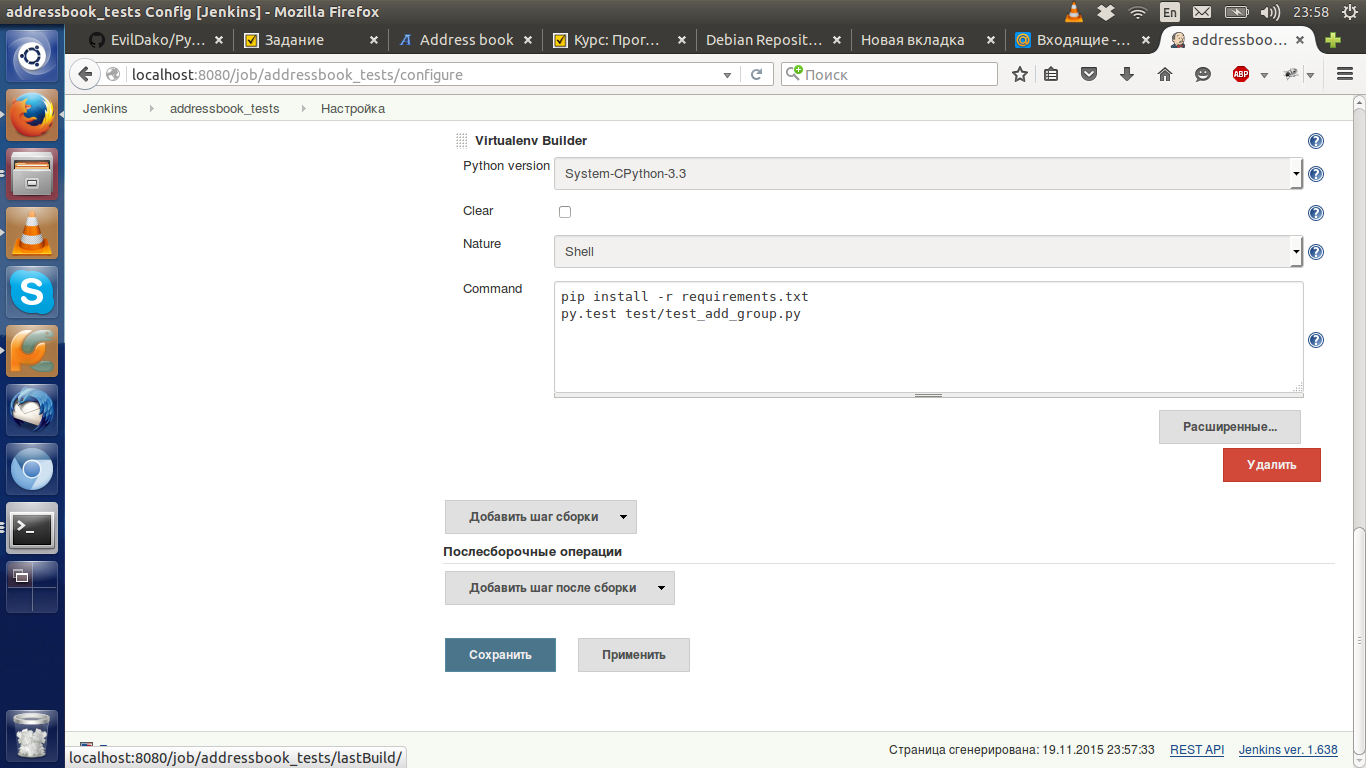 addressbook_tests Config [Jenkins] - Mozilla Firefox
En
23:58
EvilDako/Py...
Задание
Address book
Курс: Прог...
Debian Reposit...
Новая вкладка
Входящие -...
addressboo...
localhost:8080/job/addressbook_tests/configure
Поиск
ABP
Jenkins
addressbook_tests
Настройка
Virtualenv Builder
Python version
System-CPython-3.3
Clear
Nature
Shell
Command
pip install -r requirements.txt
py.test test/test_add_group.py
Расширенные...
Удалить
Добавить шаг сборки
Послесборочные операции
Добавить шаг после сборки
Сохранить
Применить
localhost:8080/job/addressbook_tests/lastBuild/
Страница сгенерирована: 19.11.2015 23:57:33
REST API
Jenkins ver. 1.638